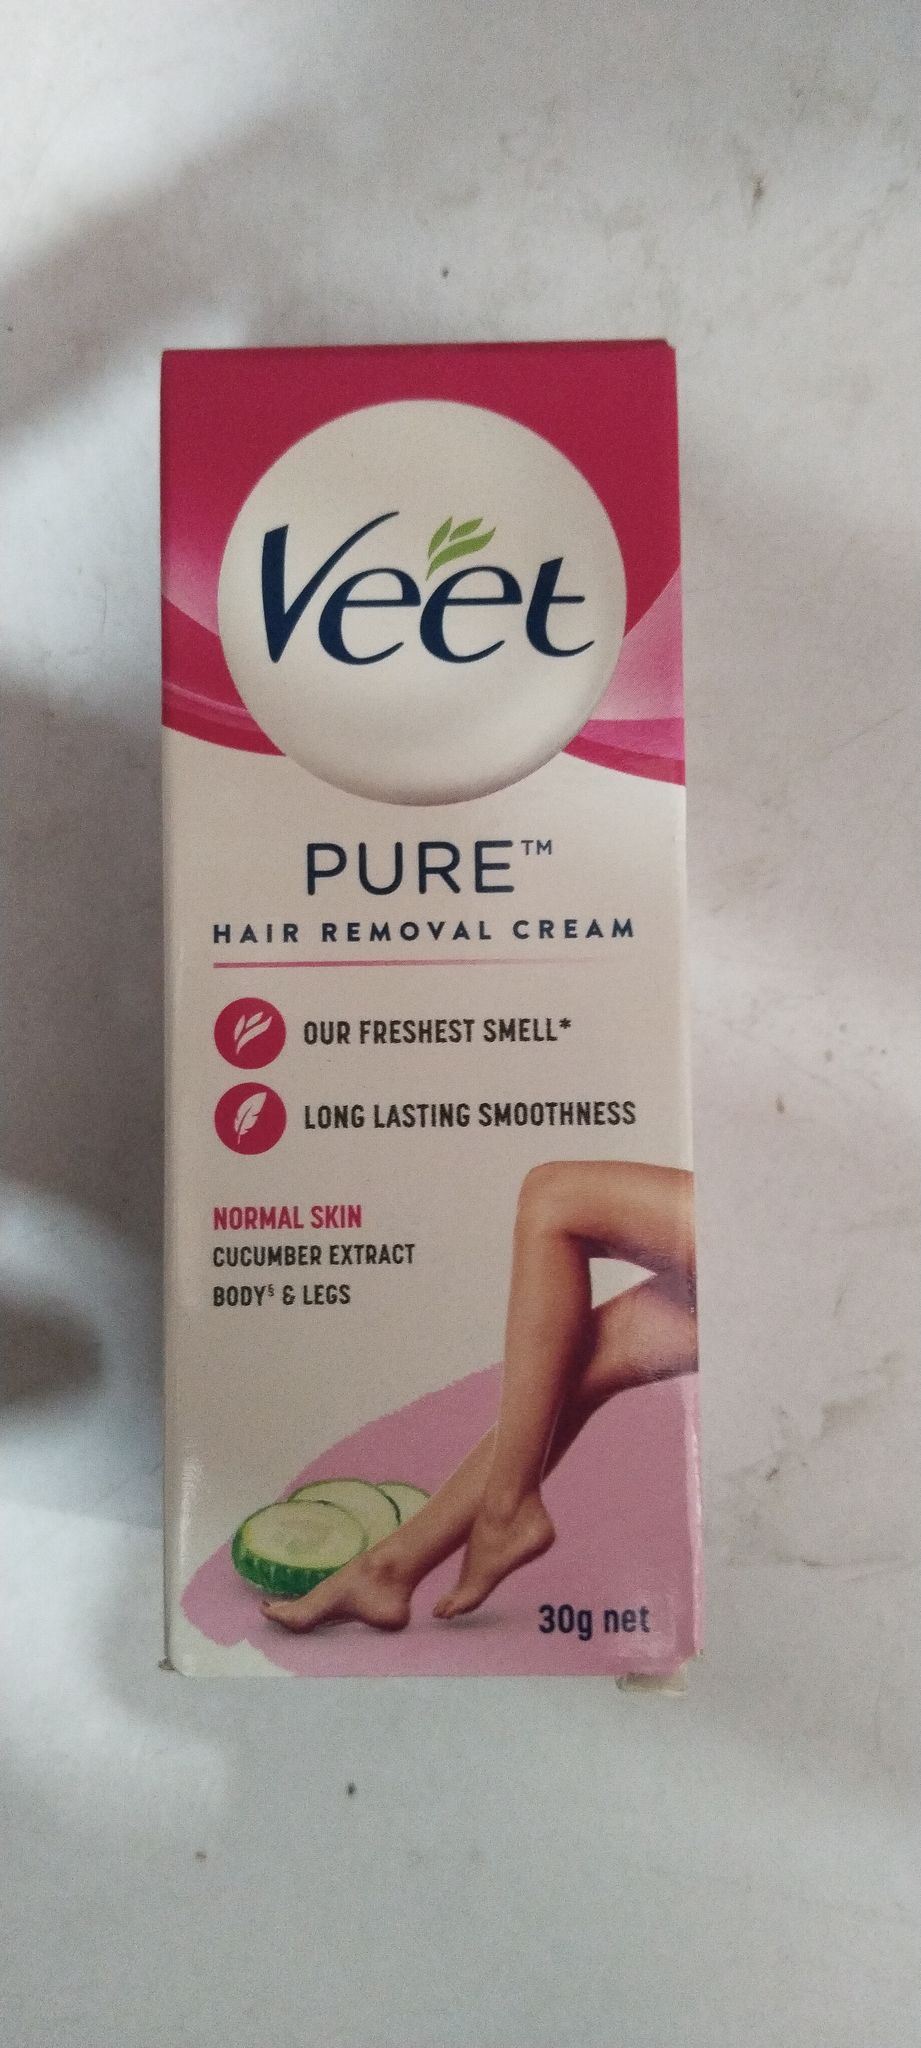 Veet
PURE™
HAIR REMOVAL CREAM
OUR FRESHEST SMELL*
LONG LASTING SMOOTHNESS
NORMAL SKIN
CUCUMBER EXTRACT
BODY§ & LEGS
30g net